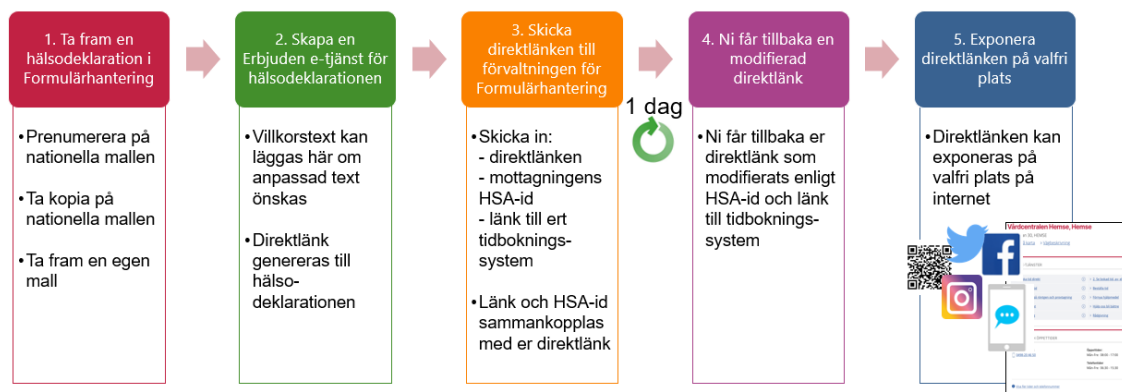 1. Ta fram en
hälsodeklaration i
Formulärhantering
2. Skapa en
Erbjuden e-tjänst för
hälsodeklarationen
3. Skicka
direktlänken till
förvaltningen för
Formulärhantering
4. Ni får tillbaka en
modifierad
direktlänk
5. Exponera
direktlänken på valfri
plats
1 dag
•Prenumerera på
nationella mallen
•Ta kopia på
nationella mallen
•Ta fram en egen
mall
•Villkorstext kan
läggas här om
anpassad text
önskas
•Direktlänk
genereras till
hälso-
deklarationen
•Skicka in:
- direktlänken
- mottagningens
HSA-id
- länk till ert
tidboknings-
system
•Länk och HSA-id
sammankopplas
med er direktlänk
•Ni får tillbaka er
direktlänk som
modifierats enligt
HSA-id och länk
till tidboknings-
system
•Direktlänken kan
exponeras på
valfri plats på
internet
Vårdcentralen Hemse, Hemse